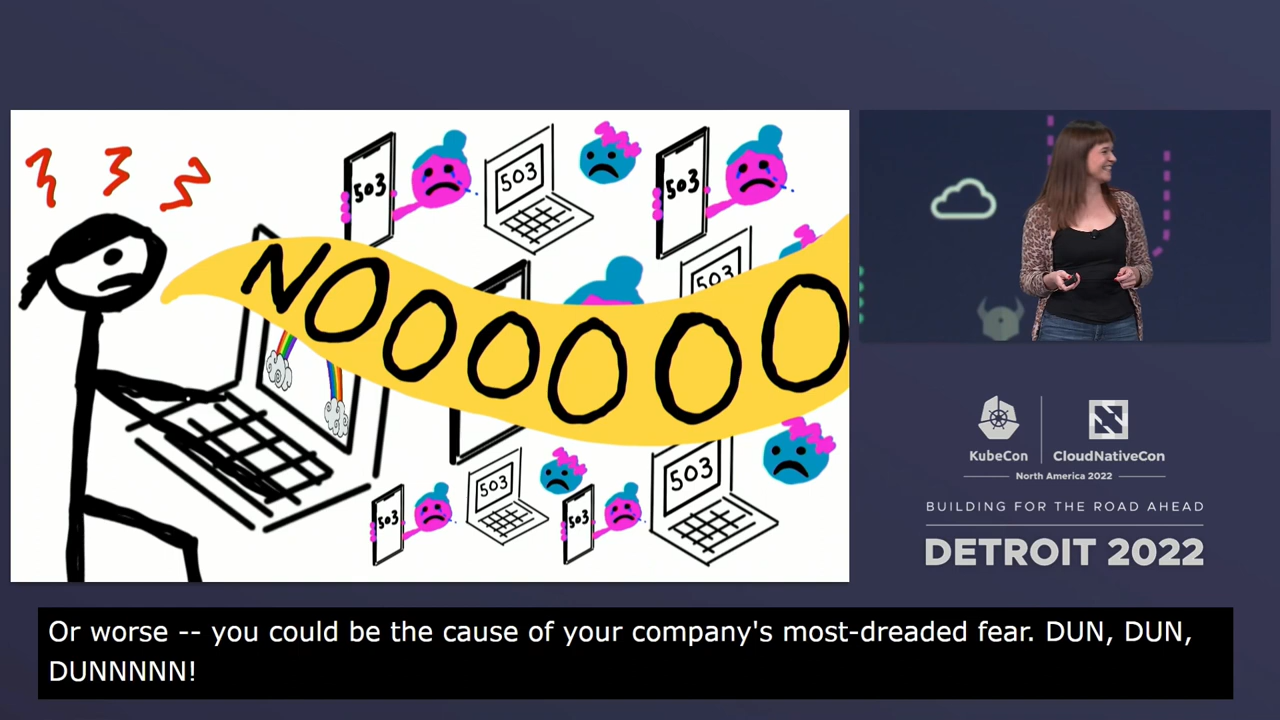 503
503
503
503
NOOOOOOO
503
503
503
503
KubeCon
CloudNativeCon
North America 2022
BUILDING FOR THE ROAD AHEAD
DETROIT 2022
Or worse -- you could be the cause of your company's most-dreaded fear. DUN, DUN,
DUNNNNN!